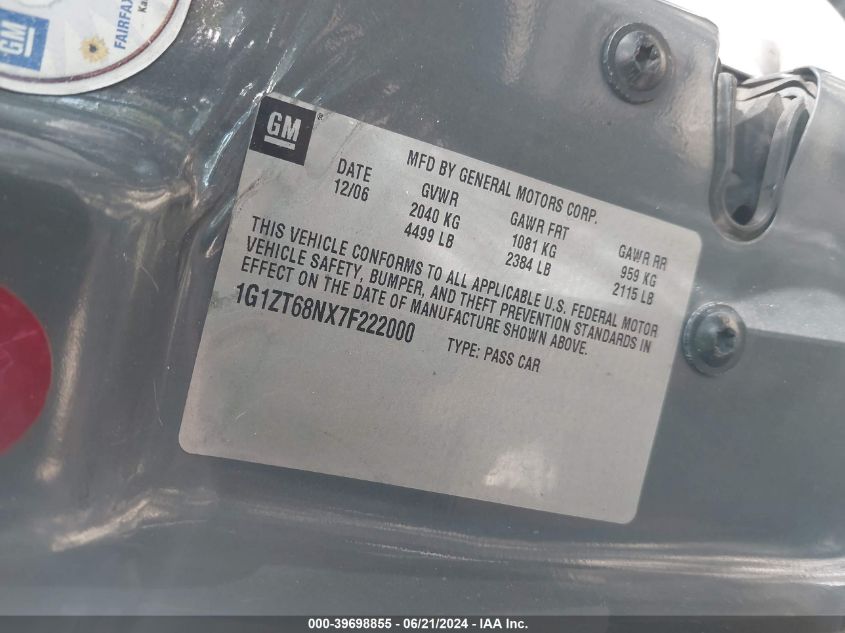 GM
FAIRFAX
Ka
GM
®
MFD BY GENERAL MOTORS CORP.
DATE GVWR GAWR FRT GAWR RR
12/06 2040 KG 1081 KG 959 KG
4499 LB 2384 LB 2115 LB
THIS VEHICLE CONFORMS TO ALL APPLICABLE U.S. FEDERAL MOTOR
VEHICLE SAFETY, BUMPER, AND THEFT PREVENTION STANDARDS IN
EFFECT ON THE DATE OF MANUFACTURE SHOWN ABOVE.
1G1ZT68NX7F222000 TYPE: PASS CAR
000-39698855 - 06/21/2024 - IAA Inc.